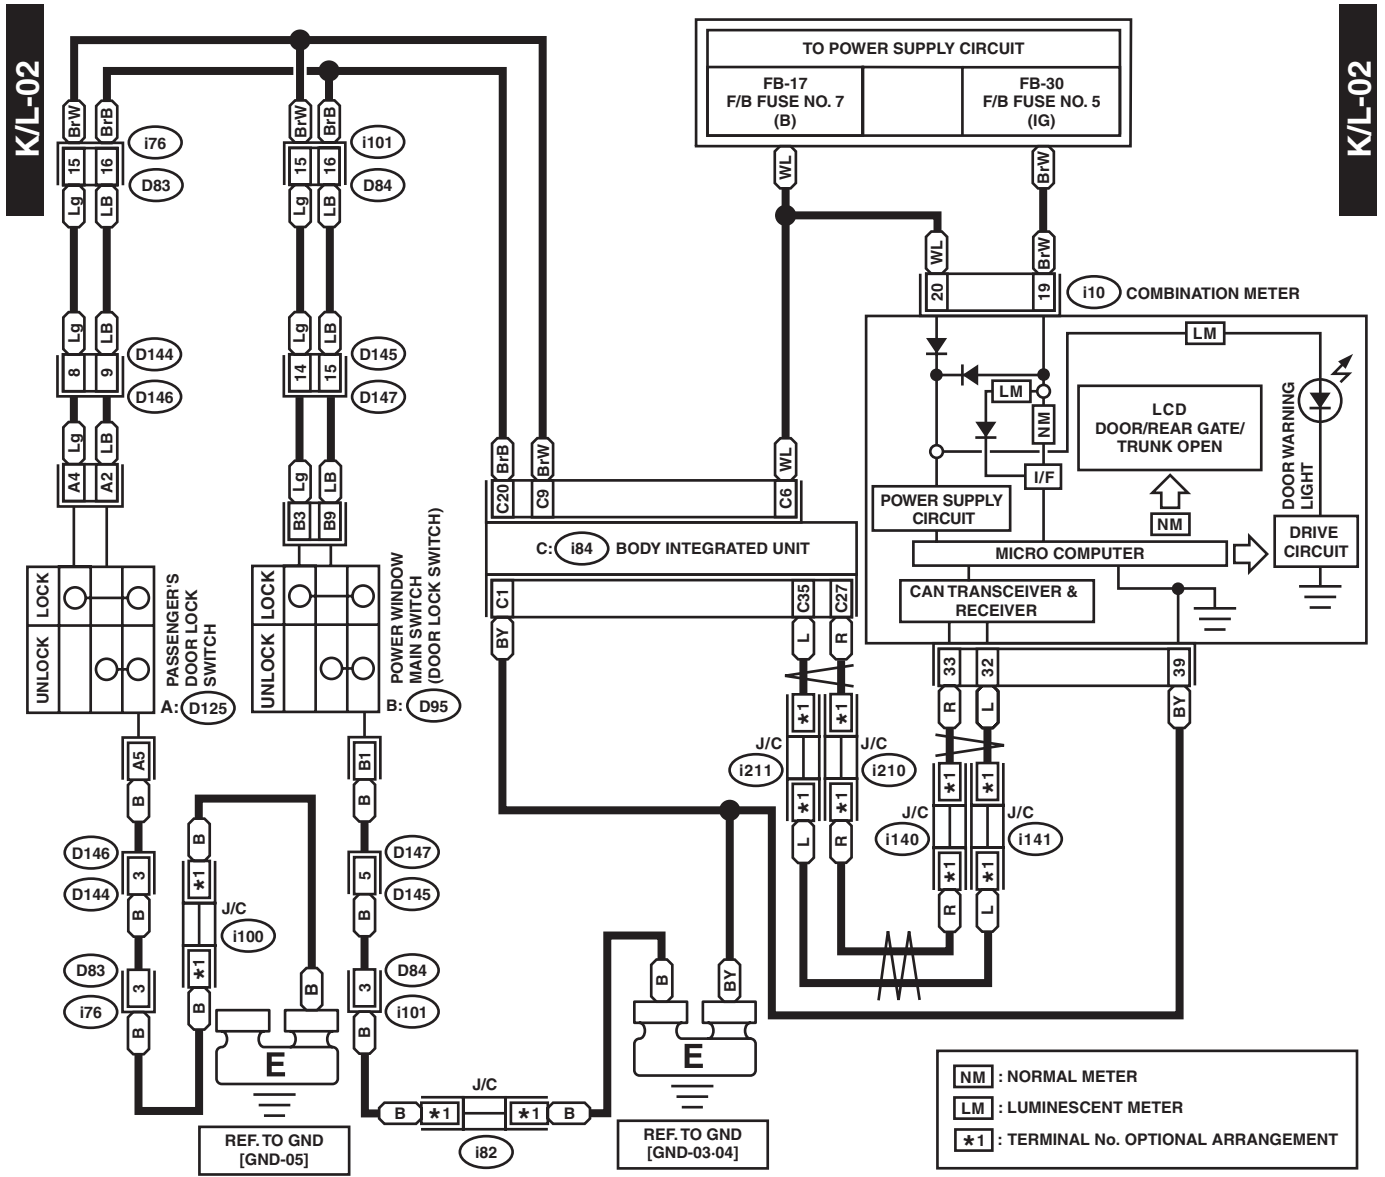 K/L-02
K/L-02
TO POWER SUPPLY CIRCUIT
FB-17
F/B FUSE NO. 7
(B)
FB-30
F/B FUSE NO. 5
(IG)
BrW
BrB
BrW
BrB
15
16
i76
D83
15
16
i101
D84
Lg
LB
Lg
LB
WL
BrW
WL
BrW
20
19
i10
COMBINATION METER
Lg
LB
Lg
LB
8
9
D144
D146
14
15
D145
D147
Lg
LB
A4
A2
Lg
LB
B3
B9
BrB
BrW
WL
C20
C9
C6
C: i84 BODY INTEGRATED UNIT
C1
C35
C27
LM
LM
NM
I/F
LCD
DOOR/REAR GATE/
TRUNK OPEN
NM
DOOR WARNING
LIGHT
POWER SUPPLY
CIRCUIT
MICRO COMPUTER
DRIVE
CIRCUIT
CAN TRANSCEIVER &
RECEIVER
33
32
39
LOCK
UNLOCK
PASSENGER'S
DOOR LOCK
SWITCH
A: D125
LOCK
UNLOCK
POWER WINDOW
MAIN SWITCH
(DOOR LOCK SWITCH)
B: D95
BY
L
R
R
L
BY
*1
*1
J/C
i211
J/C
i210
*1
*1
L
R
*1
*1
J/C
i140
J/C
i141
*1
*1
R
L
A5
B
D146
D144
3
B
D83
i76
3
B
B
*1
J/C
i100
*1
B
B
E
REF. TO GND
[GND-05]
B1
B
D147
D145
5
B
D84
i101
3
B
B
*1
J/C
*1
B
i82
B
BY
E
REF. TO GND
[GND-03·04]
NM : NORMAL METER
LM : LUMINESCENT METER
*1 : TERMINAL No. OPTIONAL ARRANGEMENT